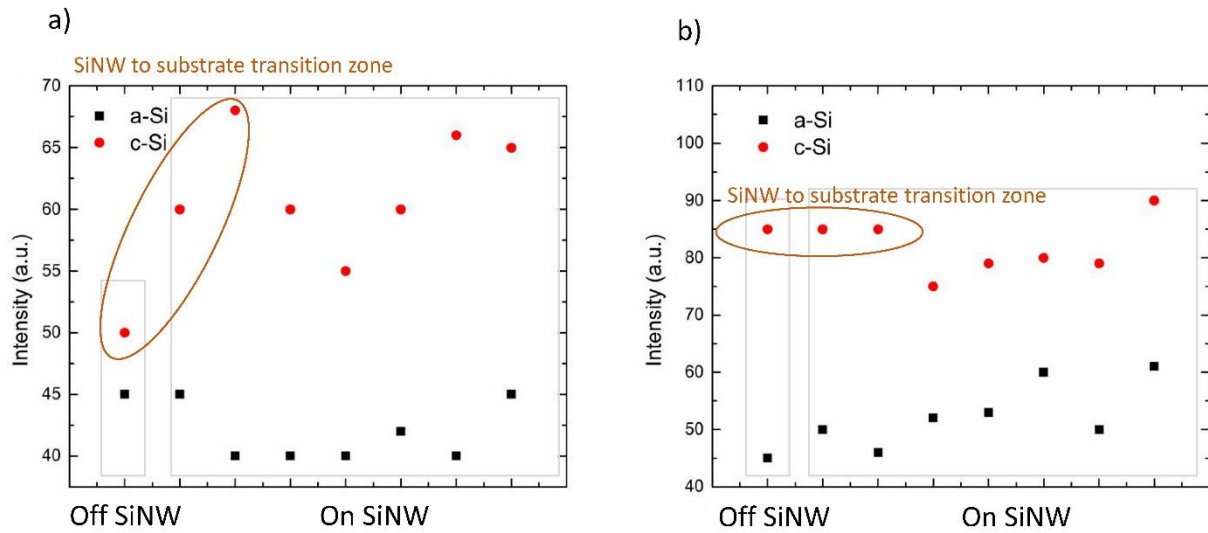 a)
SiNW to substrate transition zone
70
65
60
55
50
45
40
Intensity (a.u.)
a-Si
c-Si
Off SiNW
On SiNW
b)
110
100
90
80
70
60
50
40
Intensity (a.u.)
a-Si
c-Si
SiNW to substrate transition zone
Off SiNW
On SiNW